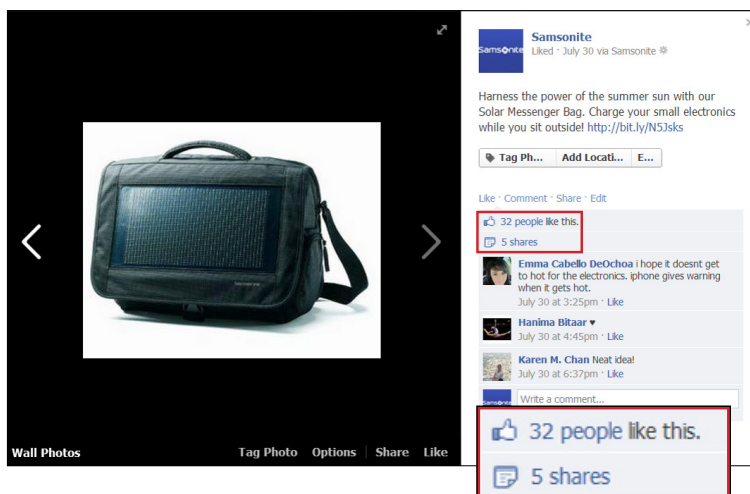 Samsonite
Samsonite
Liked · July 30 via Samsonite
Harness the power of the summer sun with our
Solar Messenger Bag. Charge your small electronics
while you sit outside! http://bit.ly/N5Jsks
Tag Ph... Add Locati... E...
Like · Comment · Share · Edit
32 people like this.
5 shares
Emma Cabello DeOchoa i hope it doesnt get
to hot for the electronics. iphone gives warning
when it gets hot.
July 30 at 3:25pm · Like
Hanima Bitaar ♥
July 30 at 4:45pm · Like
Karen M. Chan Neat idea!
July 30 at 6:37pm · Like
Samsonite
Write a comment...
Wall Photos Tag Photo Options Share Like
32 people like this.
5 shares